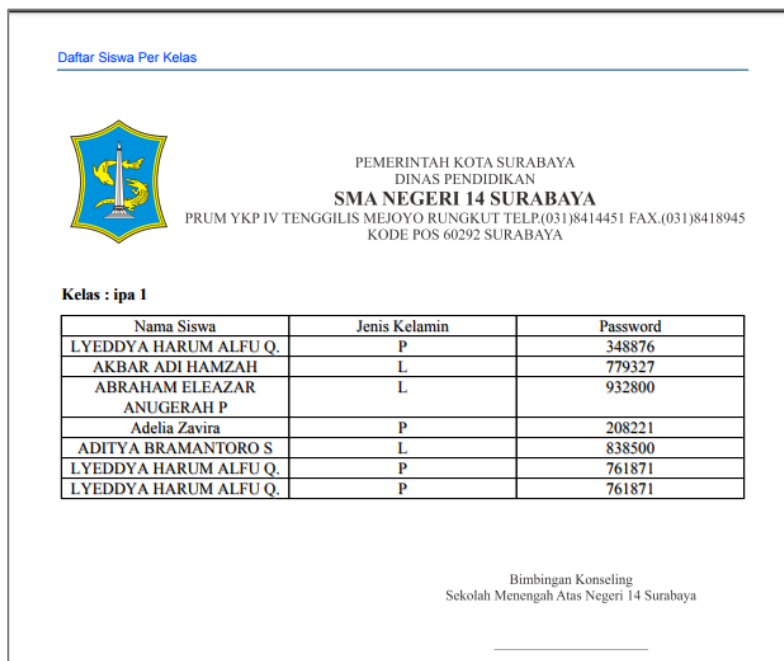 Daftar Siswa Per Kelas
PEMERINTAH KOTA SURABAYA
DINAS PENDIDIKAN
SMA NEGERI 14 SURABAYA
PRUM YKP IV TENGGILIS MEJOYO RUNGKUT TELP.(031)8414451 FAX.(031)8418945
KODE POS 60292 SURABAYA
Kelas : ipa 1
Nama Siswa Jenis Kelamin Password
LYEDDYA HARUM ALFU Q. P 348876
AKBAR ADI HAMZAH L 779327
ABRAHAM ELEAZAR L 932800
ANUGERAH P
Adelia Zavira P 208221
ADITYA BRAMANTORO S L 838500
LYEDDYA HARUM ALFU Q. P 761871
LYEDDYA HARUM ALFU Q. P 761871
Bimbingan Konseling
Sekolah Menengah Atas Negeri 14 Surabaya